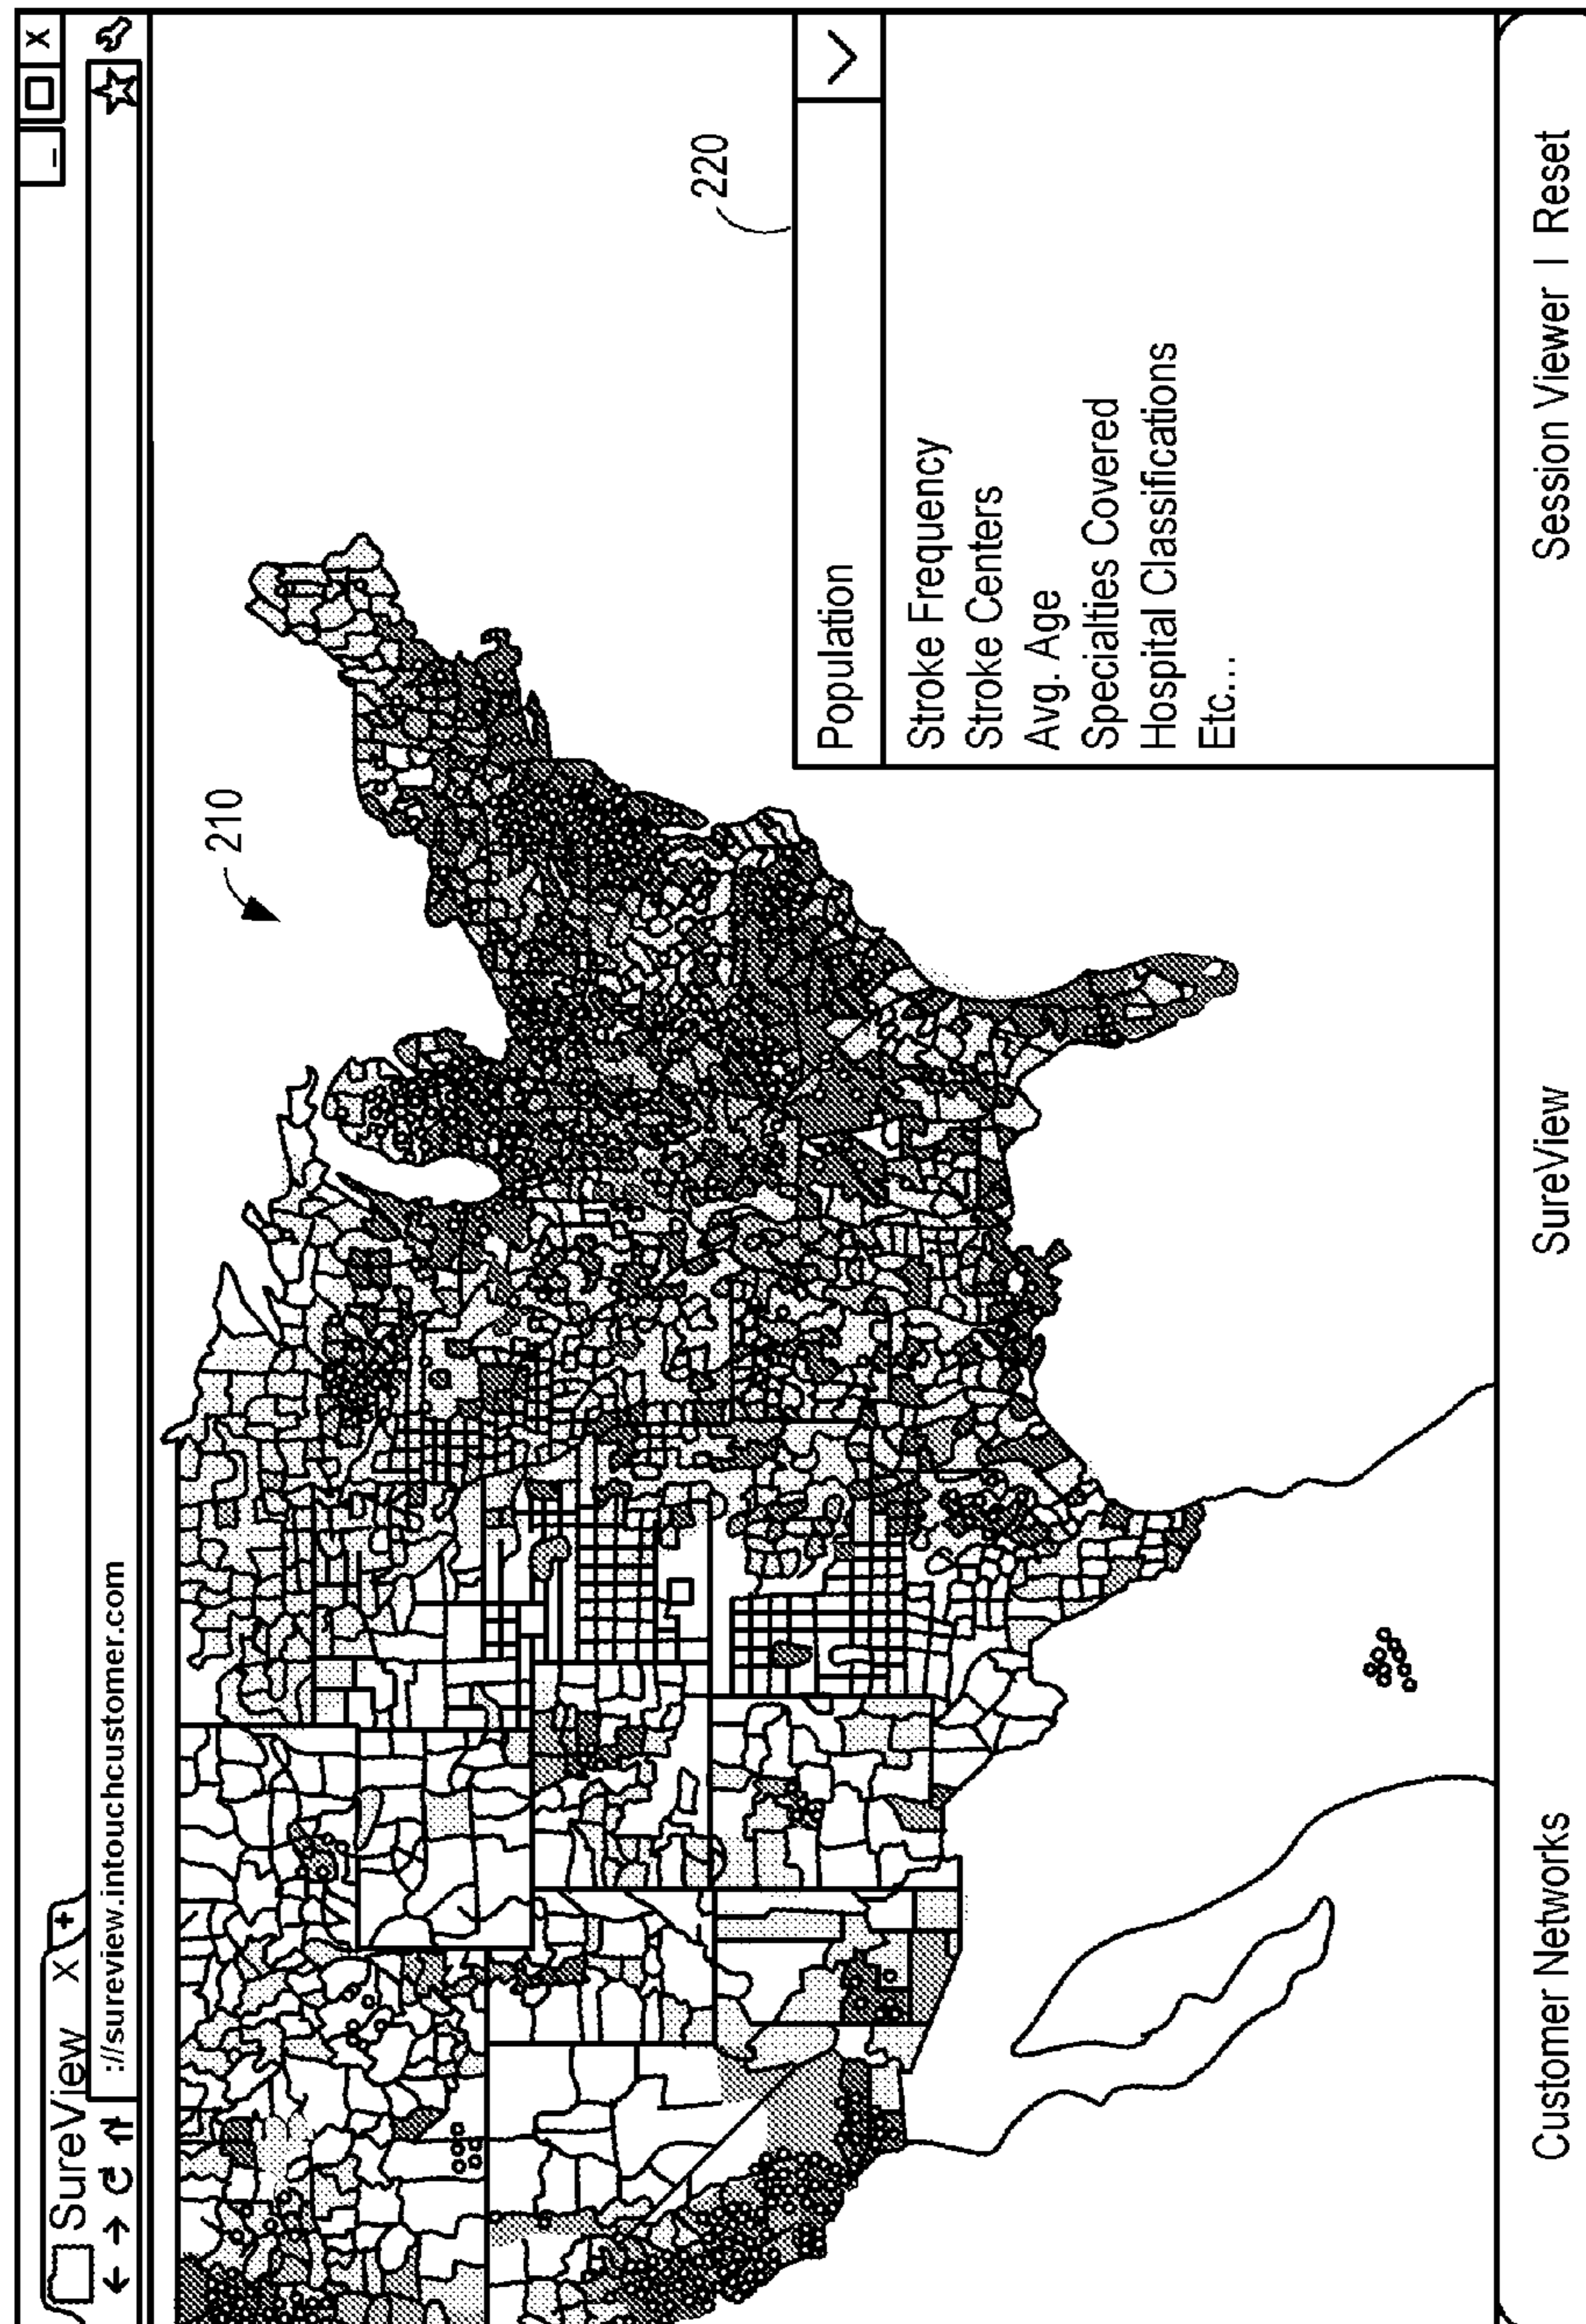 SureView X +
_ X
://sureview.intouchcustomer.com
210
220
Population
Stroke Frequency
Stroke Centers
Avg. Age
Specialties Covered
Hospital Classifications
Etc...
Customer Networks
SureView
Session Viewer | Reset